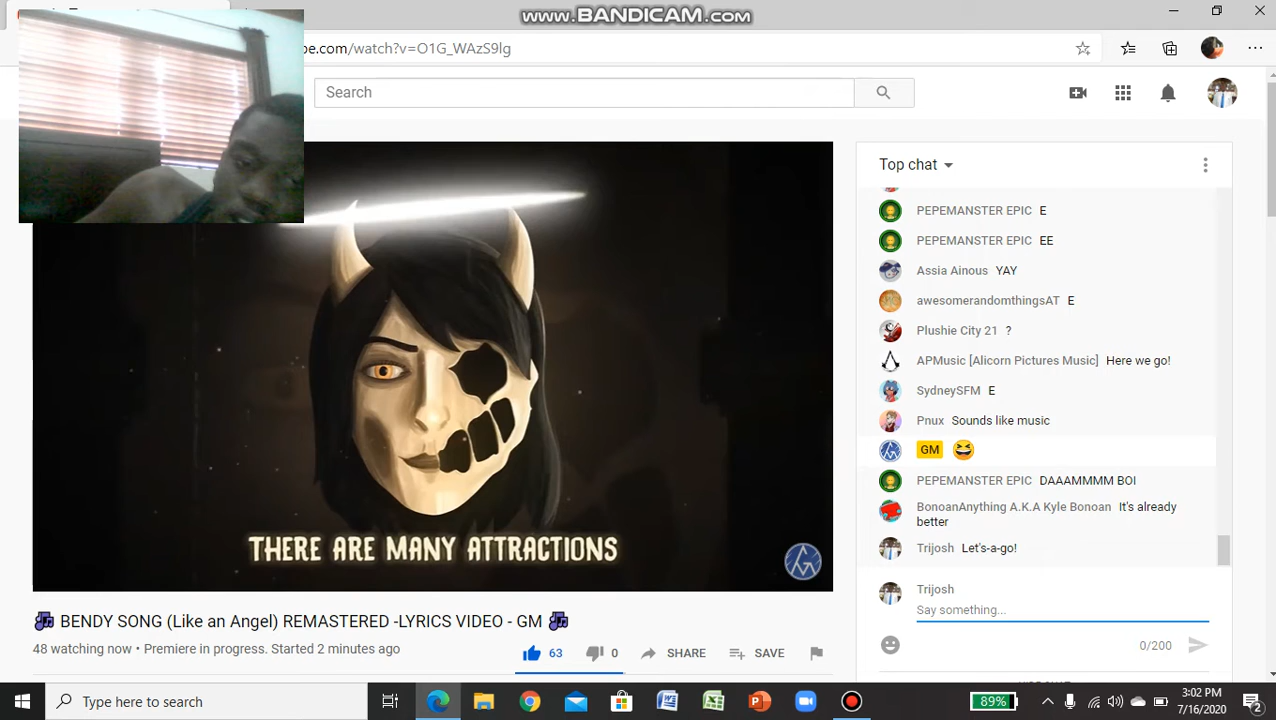 www.BANDICAM.com
be.com/watch?v=O1G_WAzS9lg
Search
Top chat
PEPEMANSTER EPIC E
PEPEMANSTER EPIC EE
Assia Ainous YAY
awesomerandomthingsAT E
Plushie City 21 ?
APMusic [Alicorn Pictures Music] Here we go!
SydneySFM E
Pnux Sounds like music
GM 😆
PEPEMANSTER EPIC DAAAMMMM BOI
BonoanAnything A.K.A Kyle Bonoan It's already
better
Trijosh Let's-a-go!
Trijosh
Say something...
0/200
THERE ARE MANY ATTRACTIONS
🎶 BENDY SONG (Like an Angel) REMASTERED -LYRICS VIDEO - GM 🎶
48 watching now • Premiere in progress. Started 2 minutes ago
63
0
SHARE
SAVE
Type here to search
89%
3:02 PM
7/16/2020
2